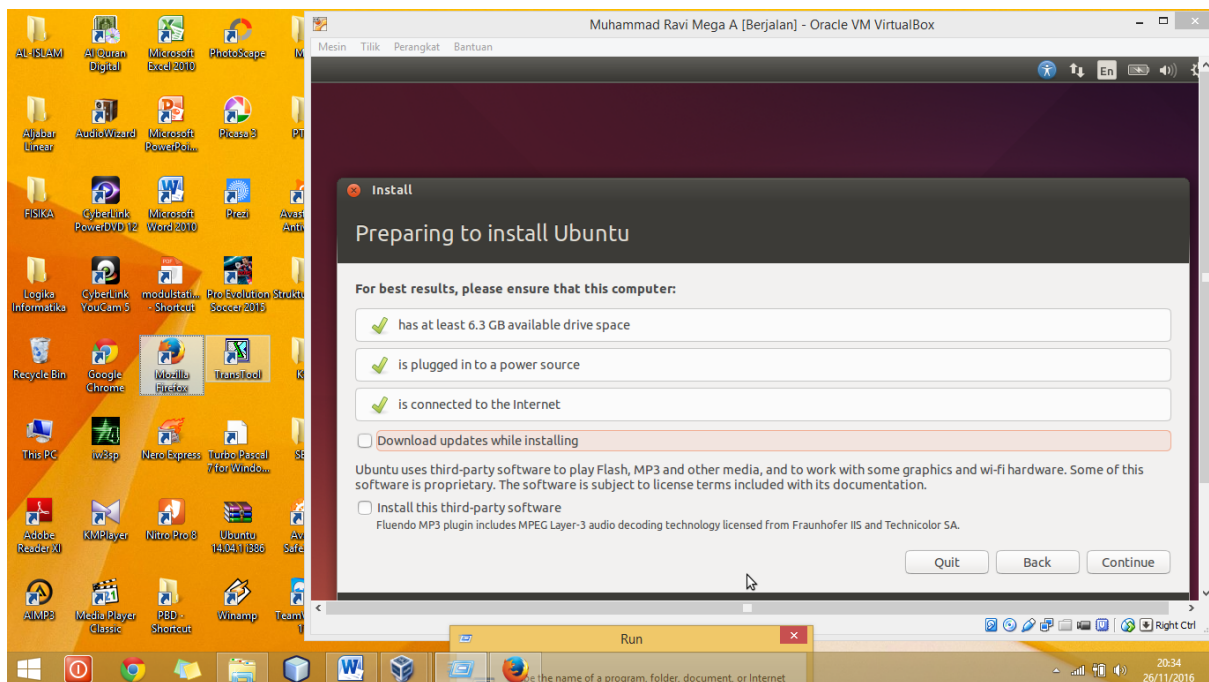 AL-ISLAM
Al Quran Digital
Microsoft Excel 2010
PhotoScape
Aljabar Linear
AudioWizard
Microsoft PowerPoi...
Picasa 3
FISIKA
CyberLink PowerDVD 12
Microsoft Word 2010
Prezi
Logika Informatika
CyberLink YouCam 5
modulstati... - Shortcut
Pro Evolution Soccer 2016
Recycle Bin
Google Chrome
Mozilla Firefox
TransTool
This PC
iw3sp
Nero Express
Turbo Pascal 7 for Windo...
Adobe Reader XI
KMPlayer
Nitro Pro 8
Ubuntu 14.04.1 i386
AIMP3
Media Player Classic
PBD - Shortcut
Winamp
Muhammad Ravi Mega A [Berjalan] - Oracle VM VirtualBox
Mesin Tilik Perangkat Bantuan
En
Install
Preparing to install Ubuntu
For best results, please ensure that this computer:
has at least 6.3 GB available drive space
is plugged in to a power source
is connected to the Internet
Download updates while installing
Ubuntu uses third-party software to play Flash, MP3 and other media, and to work with some graphics and wi-fi hardware. Some of this
software is proprietary. The software is subject to license terms included with its documentation.
Install this third-party software
Fluendo MP3 plugin includes MPEG Layer-3 audio decoding technology licensed from Fraunhofer IIS and Technicolor SA.
Quit Back Continue
Right Ctrl
Run
the name of a program, folder, document, or Internet
20:34
26/11/2016